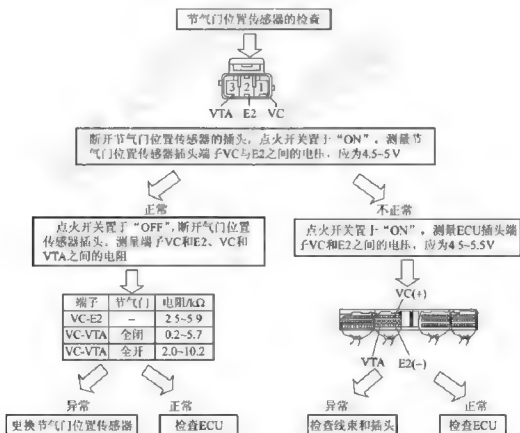 节气门位置传感器的检查
3 2 1
VTA E2 VC
断开节气门位置传感器的插头，点火开关置于“ON”，测量节
气门位置传感器插头端子VC与E2之间的电压，应为4.5~5 V
正常
不正常
点火开关置于“OFF”，断开气门位置
传感器插头，测量端子VC和E2、VC和
VTA之间的电阻
点火开关置于“ON”，测量ECU插头端
子VC和E2之间的电压，应为4.5~5.5V
端子 节气门 电阻/kΩ
VC-E2 – 2.5~5.9
VC-VTA 全闭 0.2~5.7
VC-VTA 全开 2.0~10.2
VC(+)
VTA E2(−)
异常
正常
异常
正常
更换节气门位置传感器
检查ECU
检查线束和插头
检查ECU